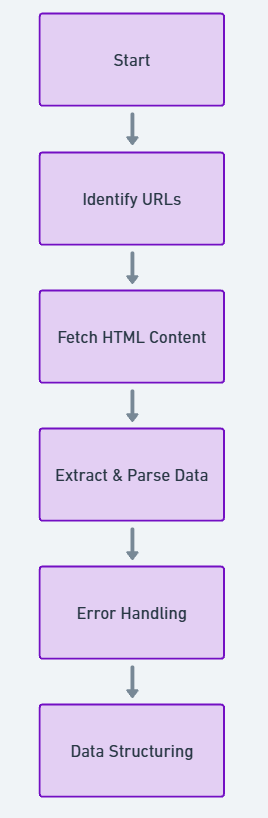 Start
Identify URLs
Fetch HTML Content
Extract & Parse Data
Error Handling
Data Structuring